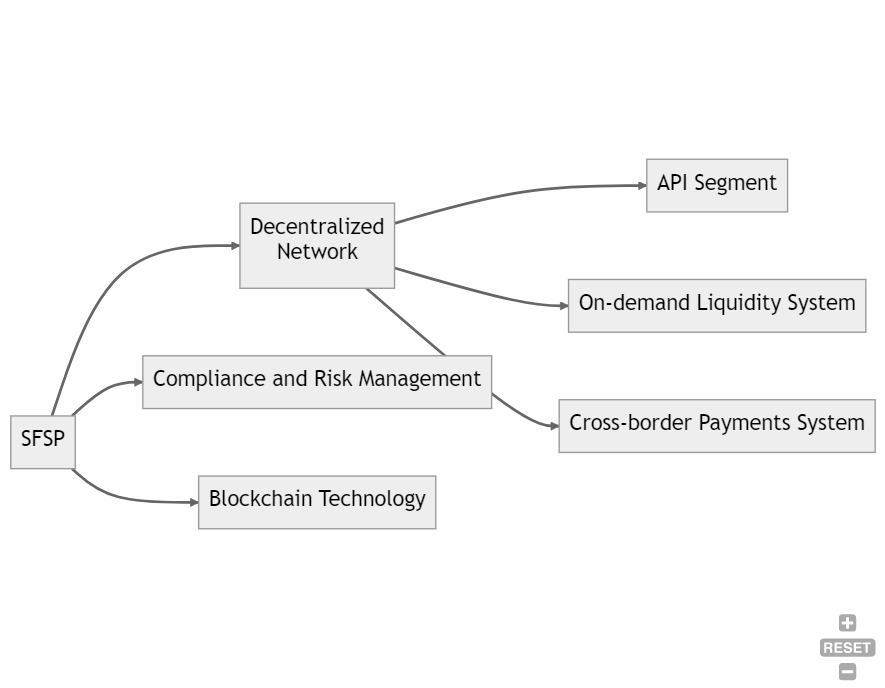 API Segment
Decentralized
Network
On-demand Liquidity System
Compliance and Risk Management
Cross-border Payments System
SFSP
Blockchain Technology
RESET